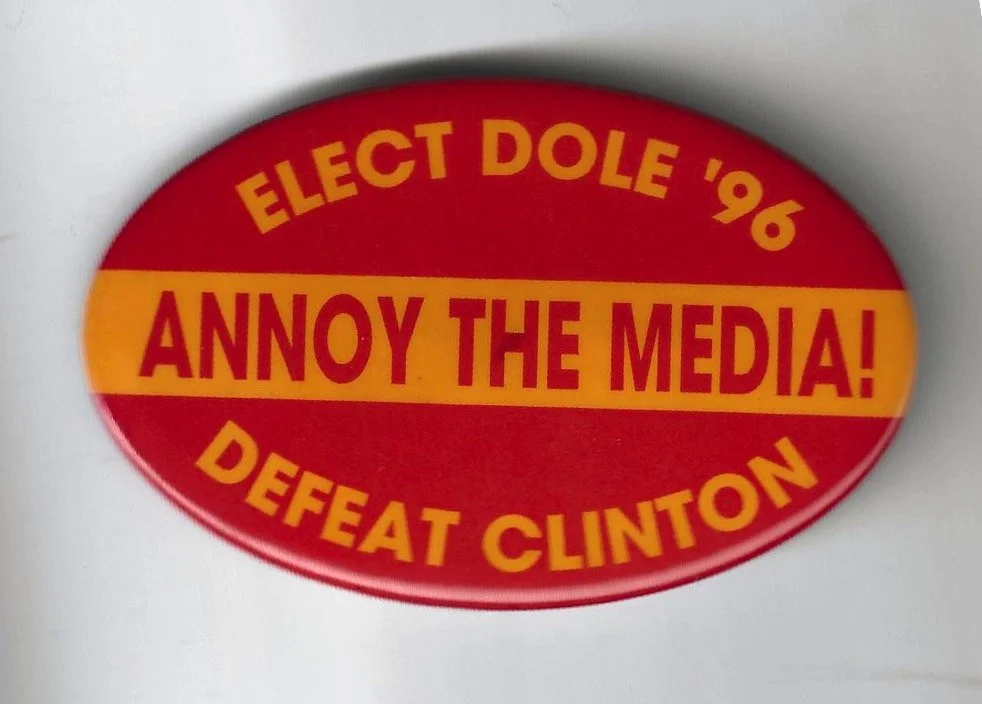 ELECT DOLE '96
ANNOY THE MEDIA!
DEFEAT CLINTON